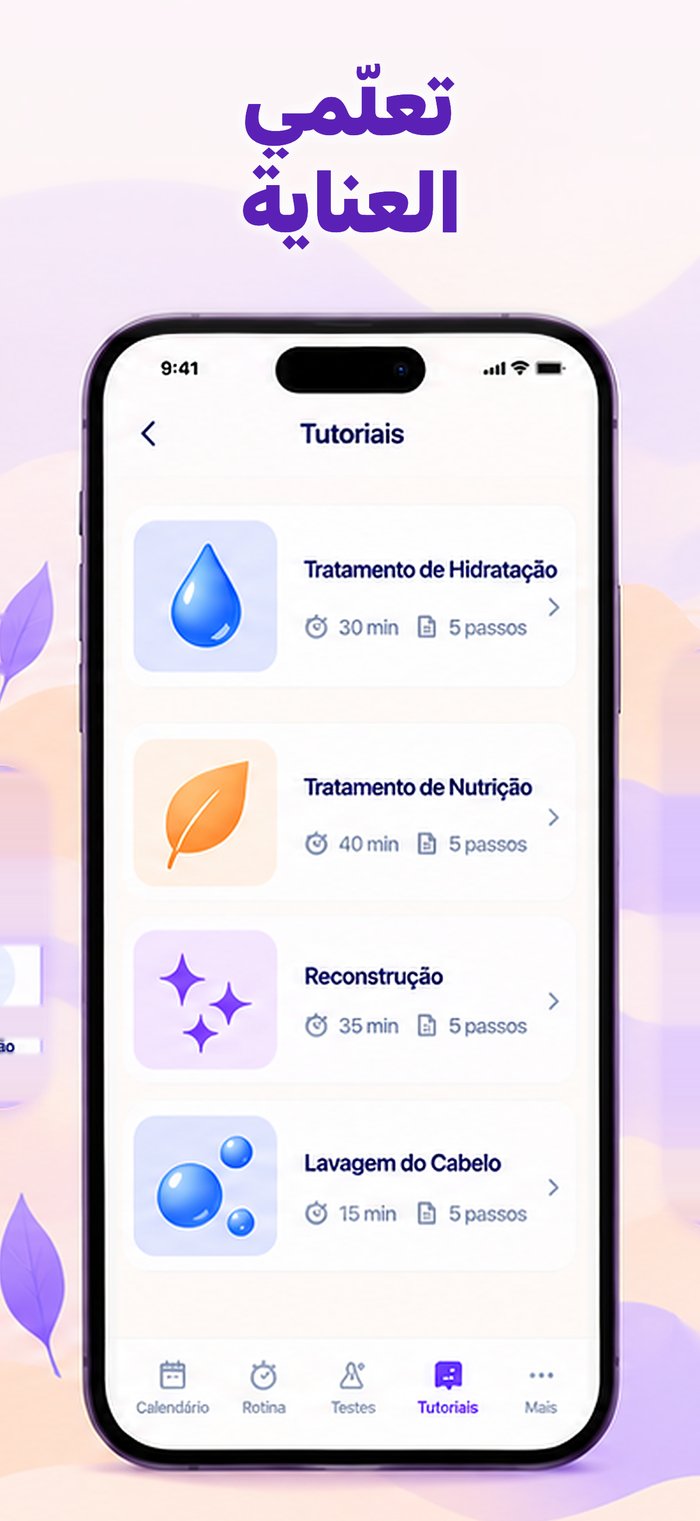 تعلّمي
العناية
9:41
Tutoriais
Tratamento de Hidratação
30 min 5 passos
Tratamento de Nutrição
40 min 5 passos
Reconstrução
35 min 5 passos
Lavagem do Cabelo
15 min 5 passos
ão
Calendário Rotina Testes Tutoriais Mais